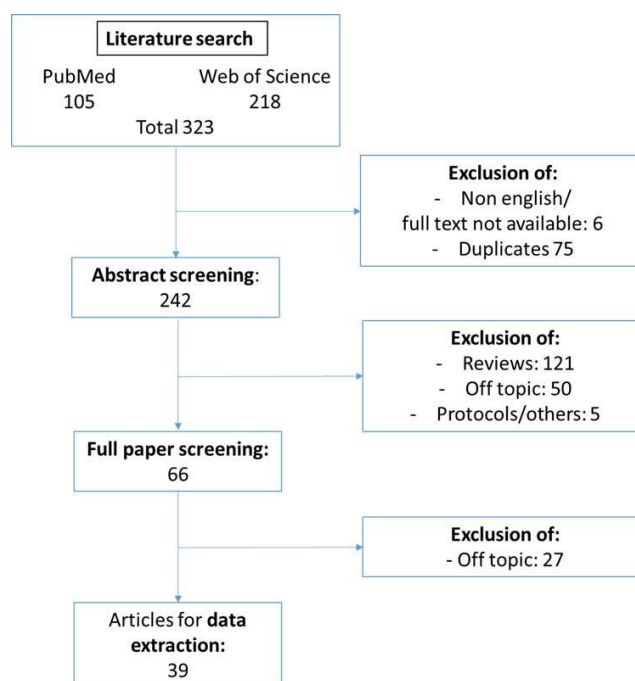 Literature search
PubMed Web of Science
105 218
Total 323
Exclusion of:
- Non english/
full text not available: 6
- Duplicates 75
Abstract screening:
242
Exclusion of:
- Reviews: 121
- Off topic: 50
- Protocols/others: 5
Full paper screening:
66
Exclusion of:
- Off topic: 27
Articles for data
extraction:
39